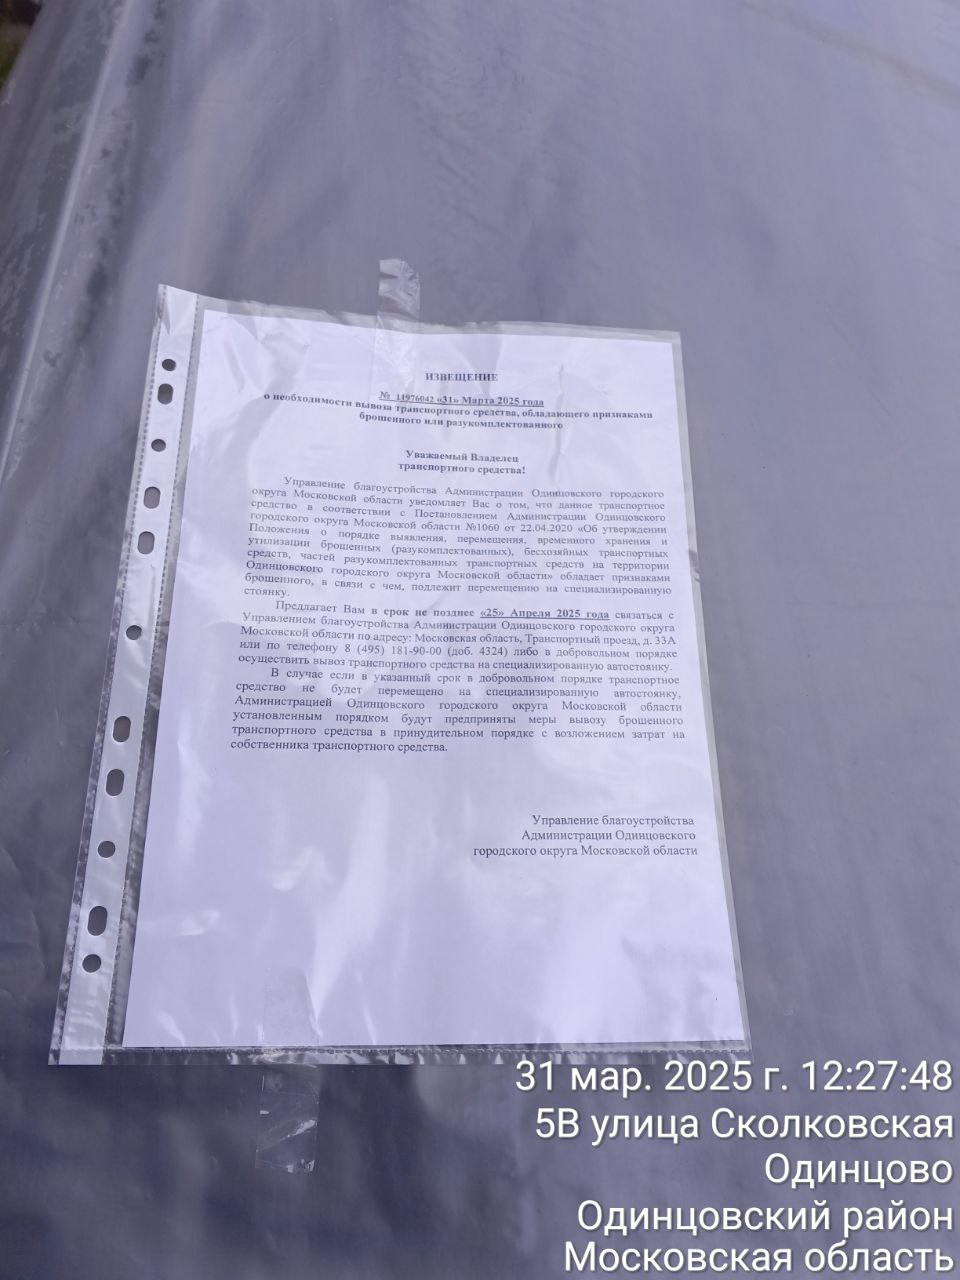 ИЗВЕЩЕНИЕ
№ 11976042 «31» Марта 2025 года
о необходимости вывоза транспортного средства, обладающего признаками
брошенного или разукомплектованного
Уважаемый Владелец
транспортного средства!
Управление благоустройства Администрации Одинцовского городского
округа Московской области уведомляет Вас о том, что данное транспортное
средство в соответствии с Постановлением Администрации Одинцовского
городского округа Московской области №1060 от 22.04.2020 «Об утверждении
Положения о порядке выявления, перемещения, временного хранения и
утилизации брошенных (разукомплектованных), бесхозяйных транспортных
средств, частей разукомплектованных транспортных средств на территории
Одинцовского городского округа Московской области» обладает признаками
брошенного, в связи с чем, подлежит перемещению на специализированную
стоянку.
Предлагает Вам в срок не позднее «25» Апреля 2025 года связаться с
Управлением благоустройства Администрации Одинцовского городского округа
Московской области по адресу: Московская область, Транспортный проезд, д. 33А
или по телефону 8 (495) 181-90-00 (доб. 4324) либо в добровольном порядке
осуществить вывоз транспортного средства на специализированную автостоянку.
В случае если в указанный срок в добровольном порядке транспортное
средство не будет перемещено на специализированную автостоянку,
Администрацией Одинцовского городского округа Московской области
установленным порядком будут предприняты меры вывозу брошенного
транспортного средства в принудительном порядке с возложением затрат на
собственника транспортного средства.
Управление благоустройства
Администрации Одинцовского
городского округа Московской области
31 мар. 2025 г. 12:27:48
5В улица Сколковская
Одинцово
Одинцовский район
Московская область